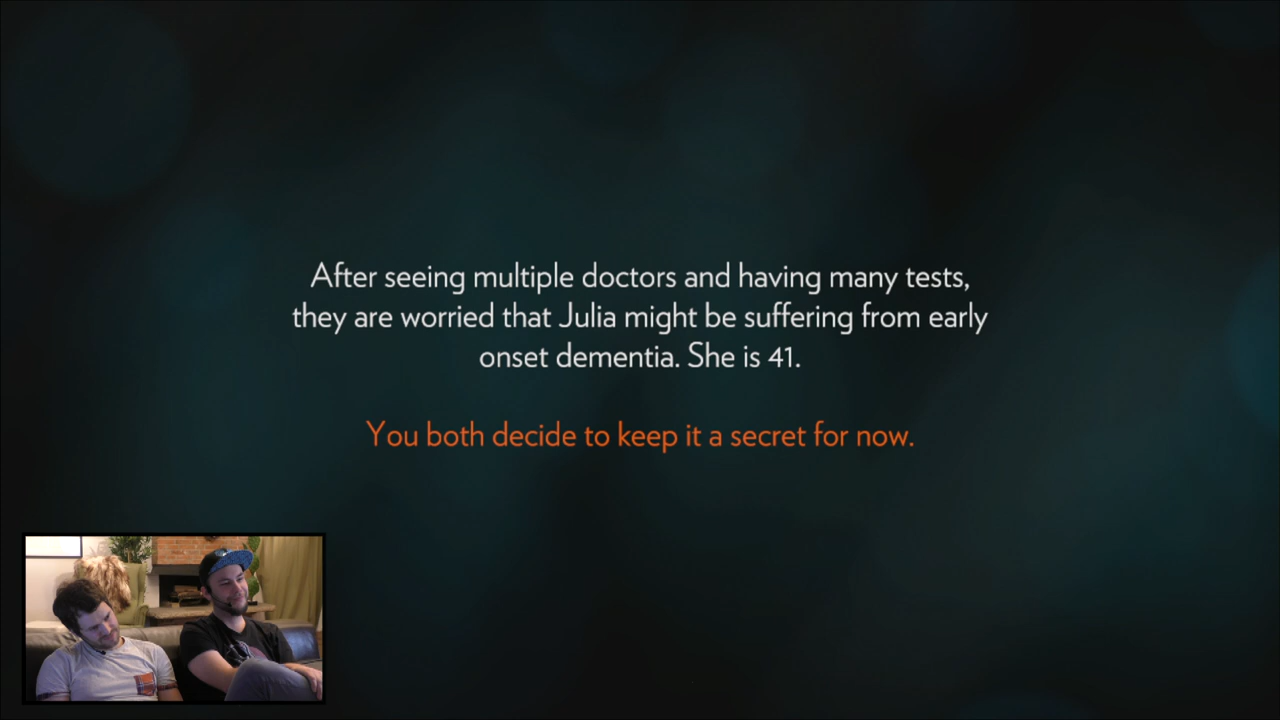 After seeing multiple doctors and having many tests,
they are worried that Julia might be suffering from early
onset dementia. She is 41.
You both decide to keep it a secret for now.